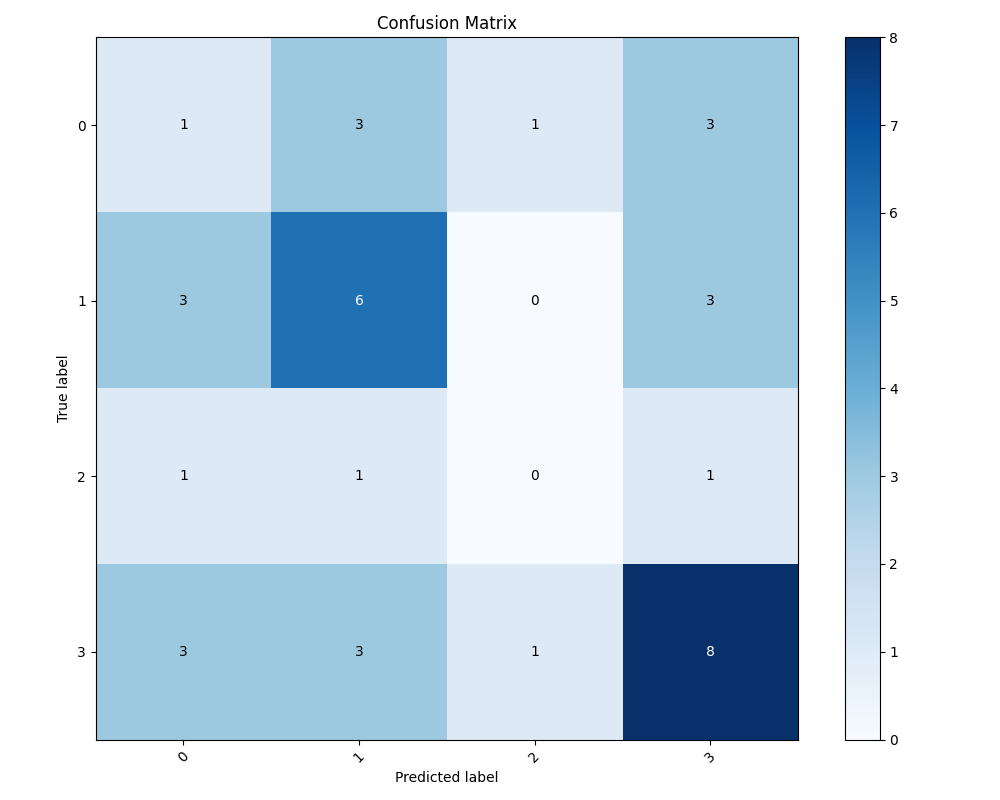 Confusion Matrix
0 1 3 1 3
1 3 6 0 3
2 1 1 0 1
3 3 3 1 8
0 1 2 3
True label
Predicted label
8
7
6
5
4
3
2
1
0